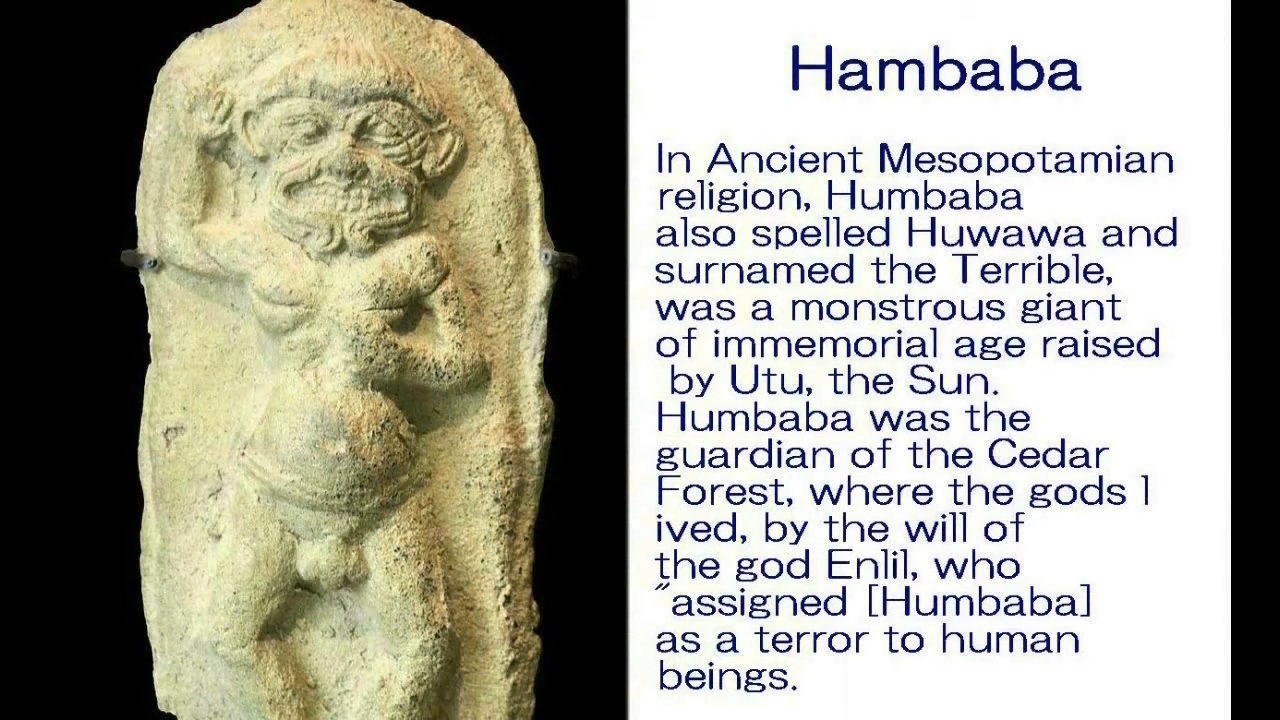 Hambaba
In Ancient Mesopotamian
religion, Humbaba
also spelled Huwawa and
surnamed the Terrible,
was a monstrous giant
of immemorial age raised
by Utu, the Sun.
Humbaba was the
guardian of the Cedar
Forest, where the gods l
ived, by the will of
the god Enlil, who
"assigned [Humbaba]
as a terror to human
beings.